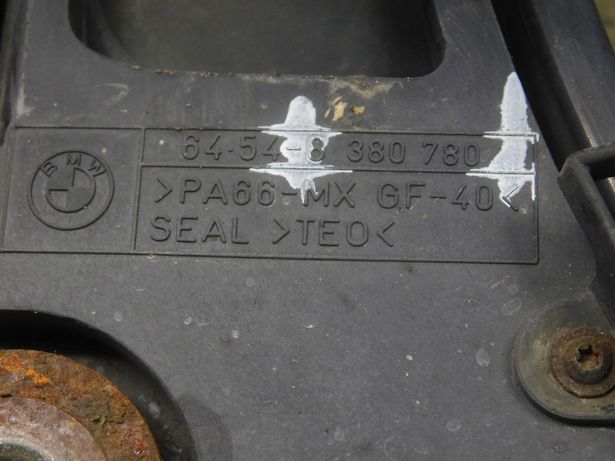 BMW
64.54-8 380 780
>PA66-MX GF-40<
SEAL >TEO<